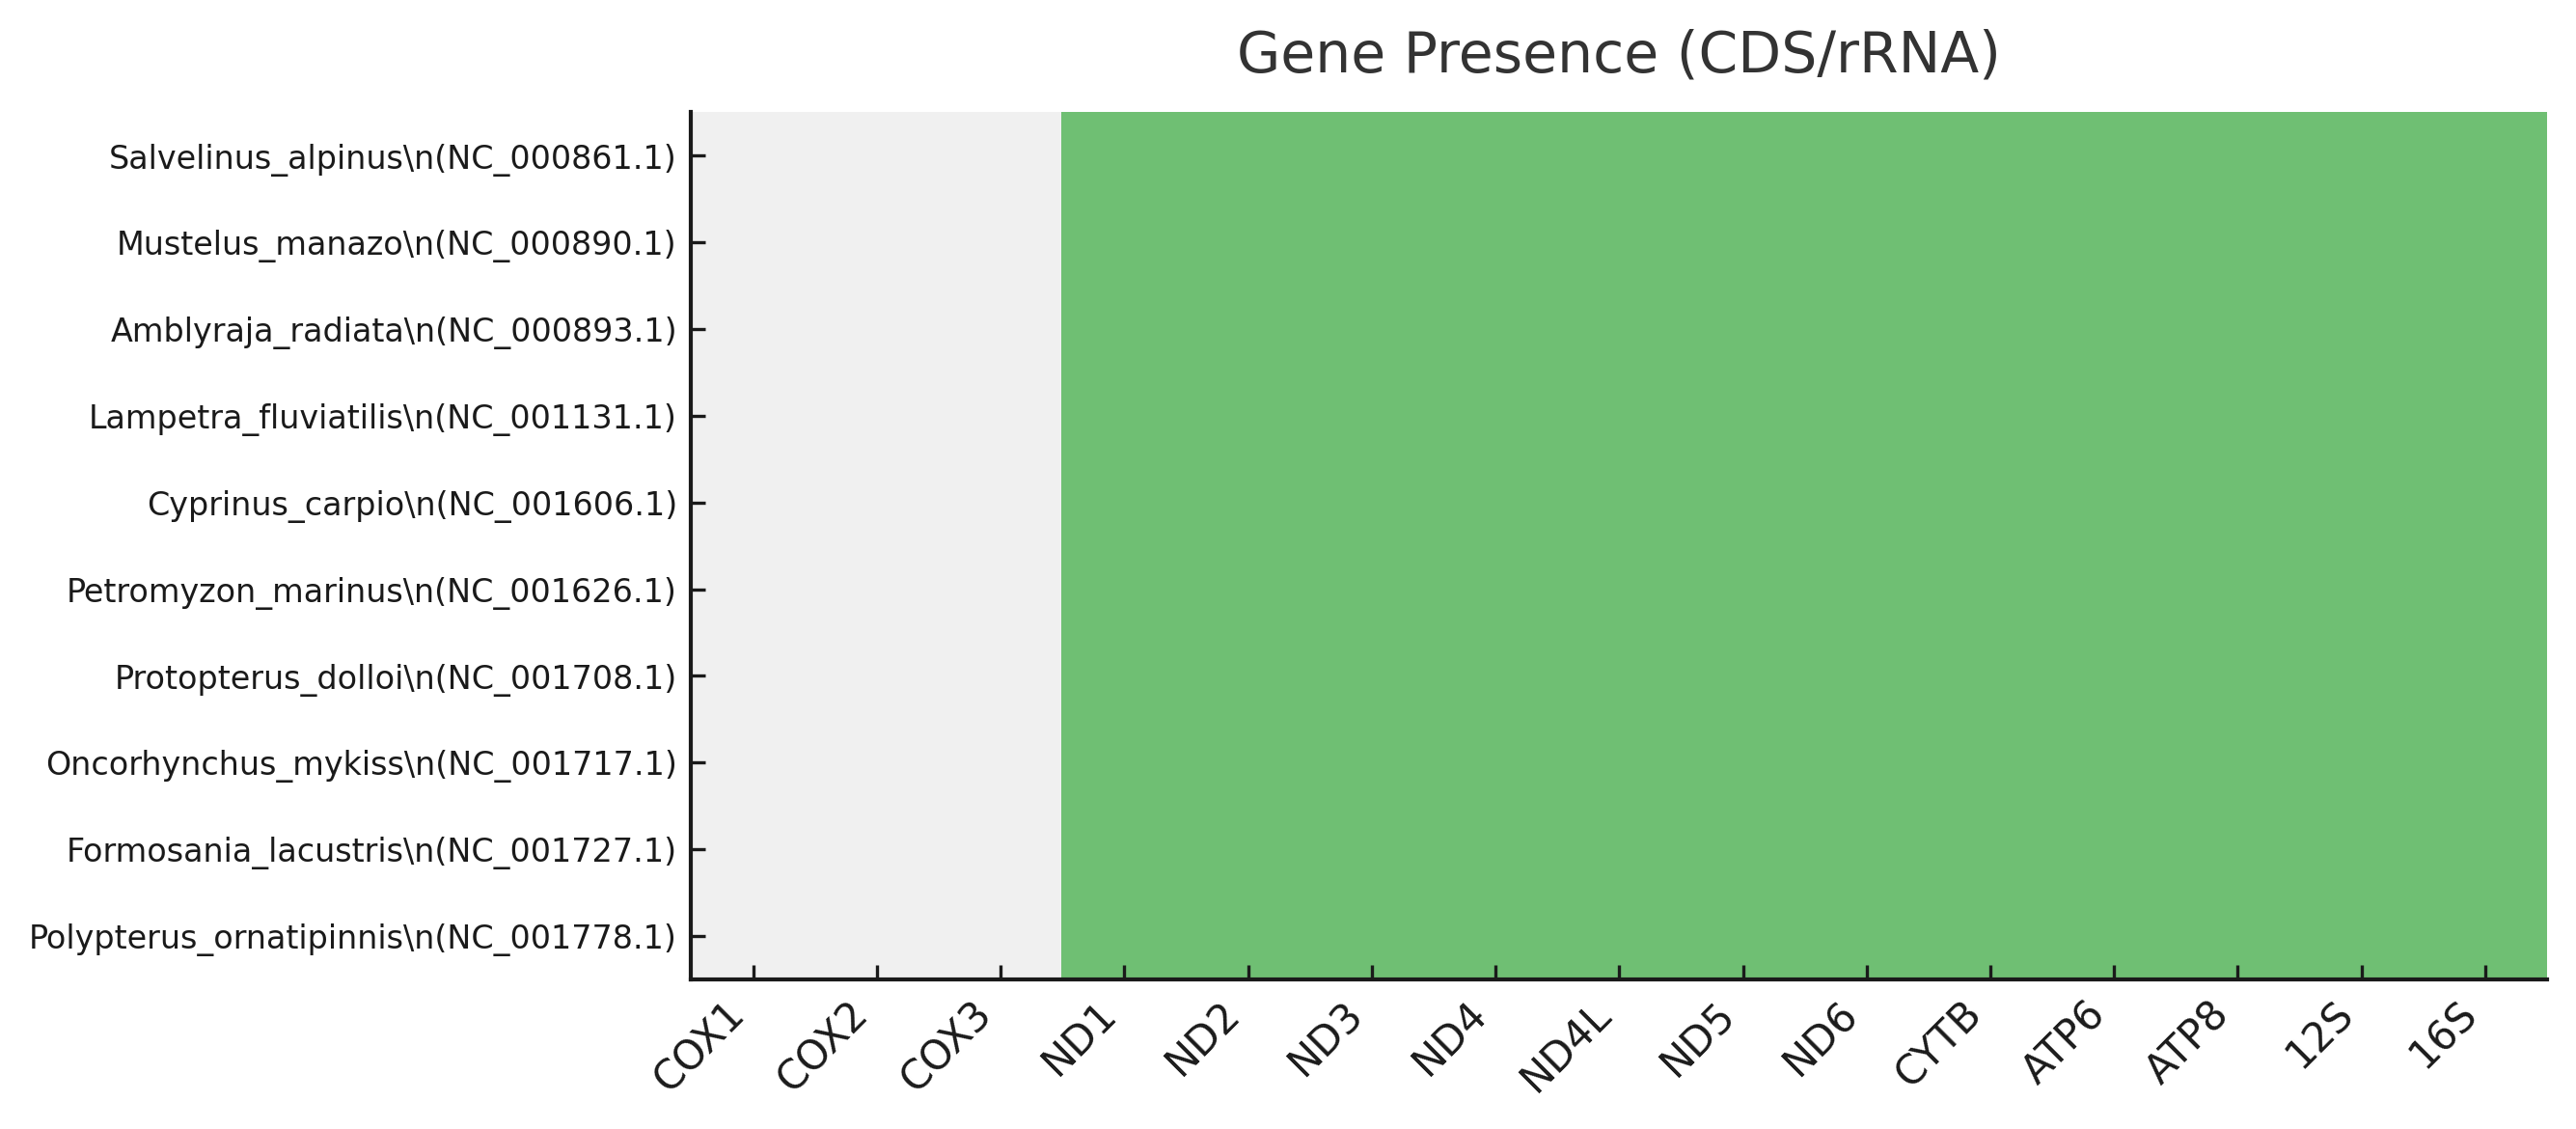 Gene Presence (CDS/rRNA)
Salvelinus_alpinus\n(NC_000861.1)
Mustelus_manazo\n(NC_000890.1)
Amblyraja_radiata\n(NC_000893.1)
Lampetra_fluviatilis\n(NC_001131.1)
Cyprinus_carpio\n(NC_001606.1)
Petromyzon_marinus\n(NC_001626.1)
Protopterus_dolloi\n(NC_001708.1)
Oncorhynchus_mykiss\n(NC_001717.1)
Formosania_lacustris\n(NC_001727.1)
Polypterus_ornatipinnis\n(NC_001778.1)
COX1
COX2
COX3
ND1
ND2
ND3
ND4
ND4L
ND5
ND6
CYTB
ATP6
ATP8
12S
16S